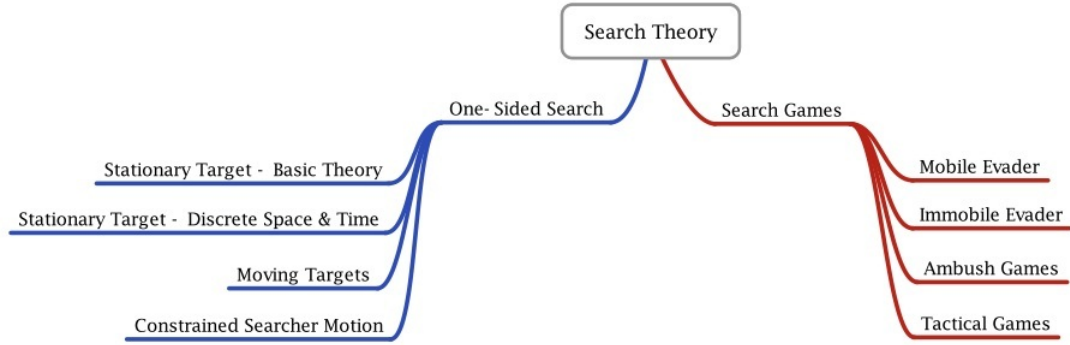 Search Theory
One- Sided Search
Search Games
Stationary Target -  Basic Theory
Stationary Target -  Discrete Space & Time
Moving Targets
Constrained Searcher Motion
Mobile Evader
Immobile Evader
Ambush Games
Tactical Games